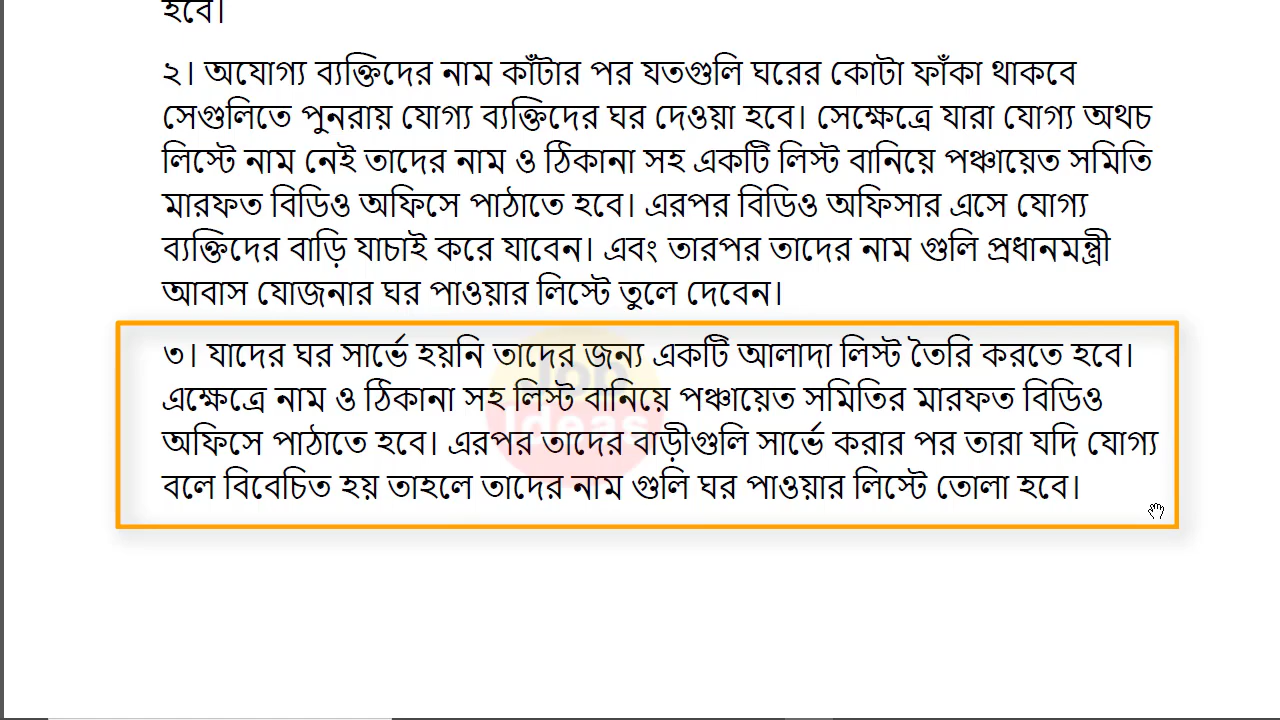 হবে।
২। অযোগ্য ব্যক্তিদের নাম কাঁটার পর যতগুলি ঘরের কোটা ফাঁকা থাকবে
সেগুলিতে পুনরায় যোগ্য ব্যক্তিদের ঘর দেওয়া হবে। সেক্ষেত্রে যারা যোগ্য অথচ
লিস্টে নাম নেই তাদের নাম ও ঠিকানা সহ একটি লিস্ট বানিয়ে পঞ্চায়েত সমিতি
মারফত বিডিও অফিসে পাঠাতে হবে। এরপর বিডিও অফিসার এসে যোগ্য
ব্যক্তিদের বাড়ি যাচাই করে যাবেন। এবং তারপর তাদের নাম গুলি প্রধানমন্ত্রী
আবাস যোজনার ঘর পাওয়ার লিস্টে তুলে দেবেন।
৩। যাদের ঘর সার্ভে হয়নি তাদের জন্য একটি আলাদা লিস্ট তৈরি করতে হবে।
এক্ষেত্রে নাম ও ঠিকানা সহ লিস্ট বানিয়ে পঞ্চায়েত সমিতির মারফত বিডিও
অফিসে পাঠাতে হবে। এরপর তাদের বাড়ীগুলি সার্ভে করার পর তারা যদি যোগ্য
বলে বিবেচিত হয় তাহলে তাদের নাম গুলি ঘর পাওয়ার লিস্টে তোলা হবে।
Job
Ideas